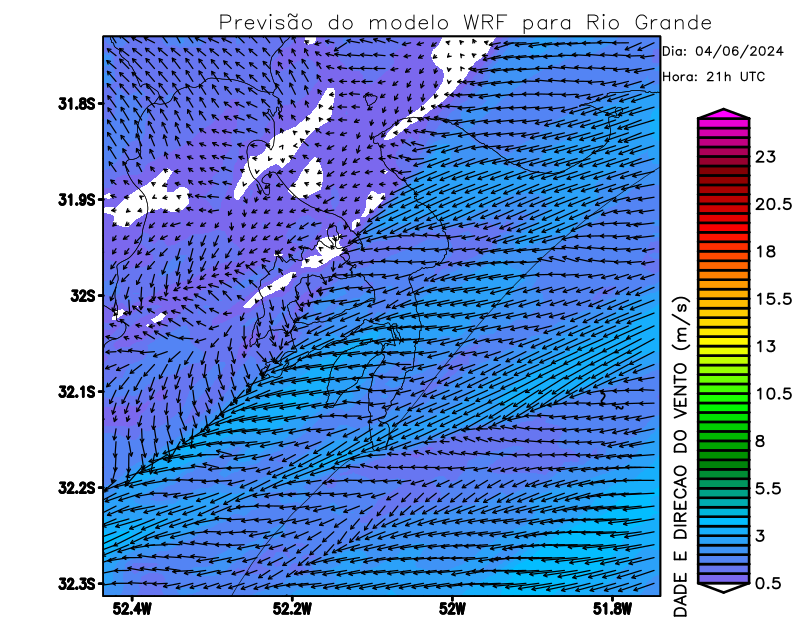 Previsão do modelo WRF para Rio Grande
Dia: 04/06/2024
Hora: 21h UTC
31.8S
31.9S
32S
32.1S
32.2S
32.3S
52.4W
52.2W
52W
51.8W
23
20.5
18
15.5
13
10.5
8
5.5
3
0.5
DADE E DIRECAO DO VENTO (m/s)